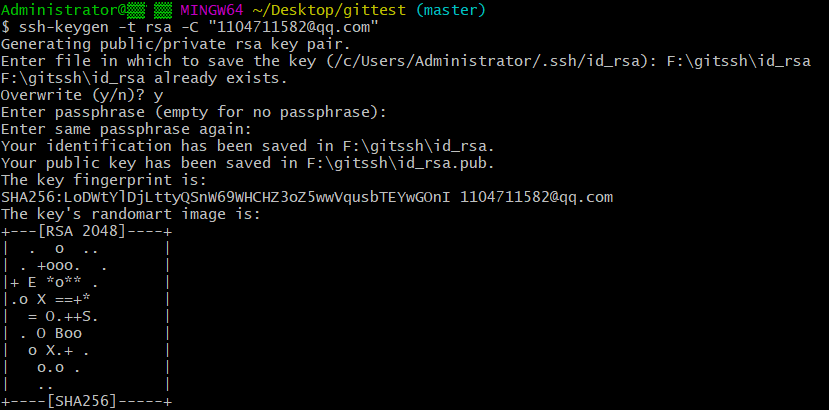 Administrator@▒▒ ▒▒ MINGW64 ~/Desktop/gittest (master)
$ ssh-keygen -t rsa -C "1104711582@qq.com"
Generating public/private rsa key pair.
Enter file in which to save the key (/c/Users/Administrator/.ssh/id_rsa): F:\gitssh\id_rsa
F:\gitssh\id_rsa already exists.
Overwrite (y/n)? y
Enter passphrase (empty for no passphrase):
Enter same passphrase again:
Your identification has been saved in F:\gitssh\id_rsa.
Your public key has been saved in F:\gitssh\id_rsa.pub.
The key fingerprint is:
SHA256:LoDWtYlDjLttyQSnW69WHCHZ3oZ5wwVqusbTEYwGOnI 1104711582@qq.com
The key's randomart image is:
+---[RSA 2048]----+
|  .  o  ..       |
| . +ooo.  .      |
|+ E *o** .       |
|.o X ==+*        |
|  = O.++S.       |
| . O Boo         |
|  o X.+ .        |
|   o.o .         |
|   ..            |
+----[SHA256]-----+